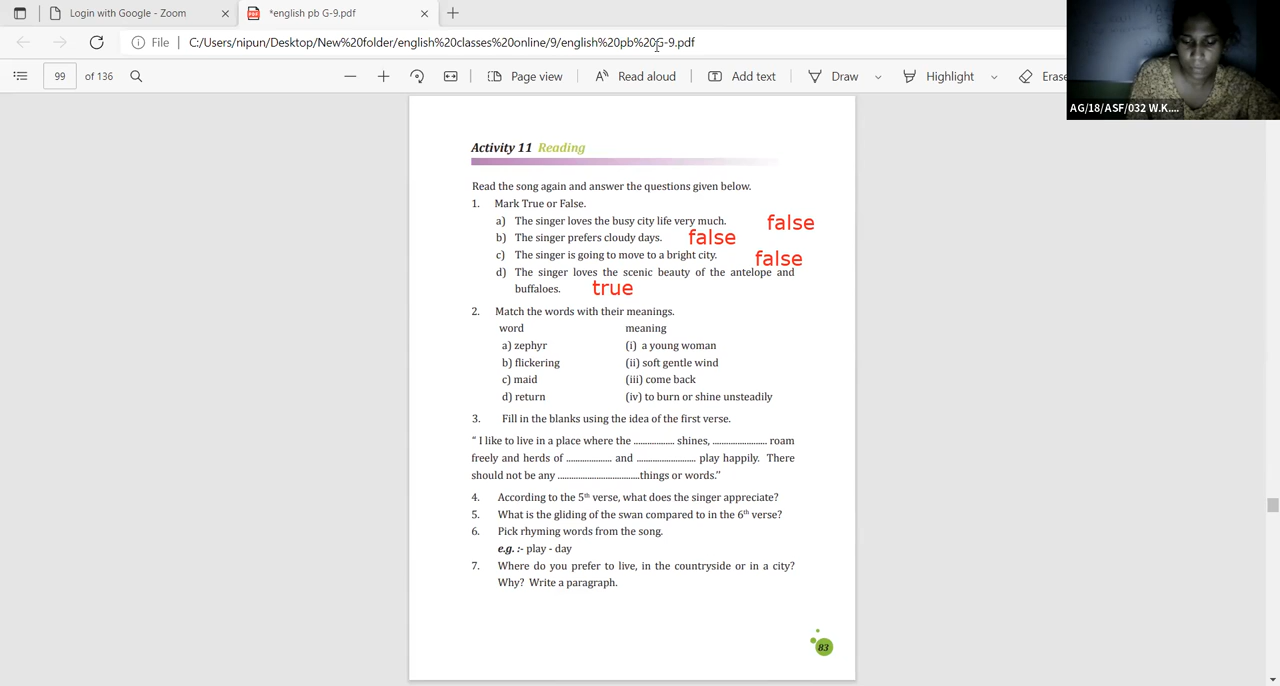 Login with Google - Zoom
*english pb G-9.pdf
File
C:/Users/nipun/Desktop/New%20folder/english%20classes%20online/9/english%20pb%20G-9.pdf
99 of 136
Page view
Read aloud
Add text
Draw
Highlight
Erase
AG/18/ASF/032 W.K....
Activity 11 Reading
Read the song again and answer the questions given below.
1. Mark True or False.
a) The singer loves the busy city life very much. false
b) The singer prefers cloudy days. false
c) The singer is going to move to a bright city. false
d) The singer loves the scenic beauty of the antelope and
buffaloes. true
2. Match the words with their meanings.
word meaning
a) zephyr (i) a young woman
b) flickering (ii) soft gentle wind
c) maid (iii) come back
d) return (iv) to burn or shine unsteadily
3. Fill in the blanks using the idea of the first verse.
“ I like to live in a place where the .................. shines, ........................ roam
freely and herds of .................... and .......................... play happily. There
should not be any ....................................things or words.”
4. According to the 5th verse, what does the singer appreciate?
5. What is the gliding of the swan compared to in the 6th verse?
6. Pick rhyming words from the song.
e.g. :- play - day
7. Where do you prefer to live, in the countryside or in a city?
Why? Write a paragraph.
83